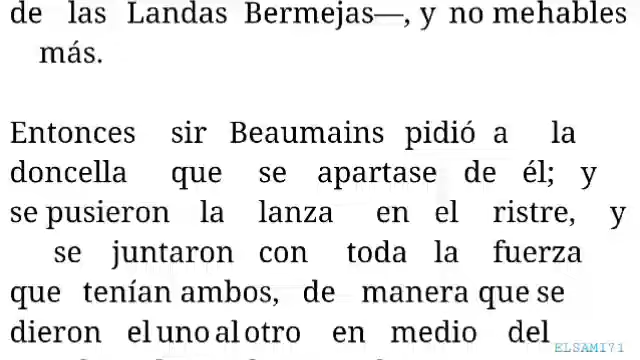 de las Landas Bermejas—, y no mehables
más.
Entonces sir Beaumains pidió a la
doncella que se apartase de él; y
se pusieron la lanza en el ristre, y
se juntaron con toda la fuerza
que tenían ambos, de manera que se
dieron el uno al otro en medio del
ELSAMI71